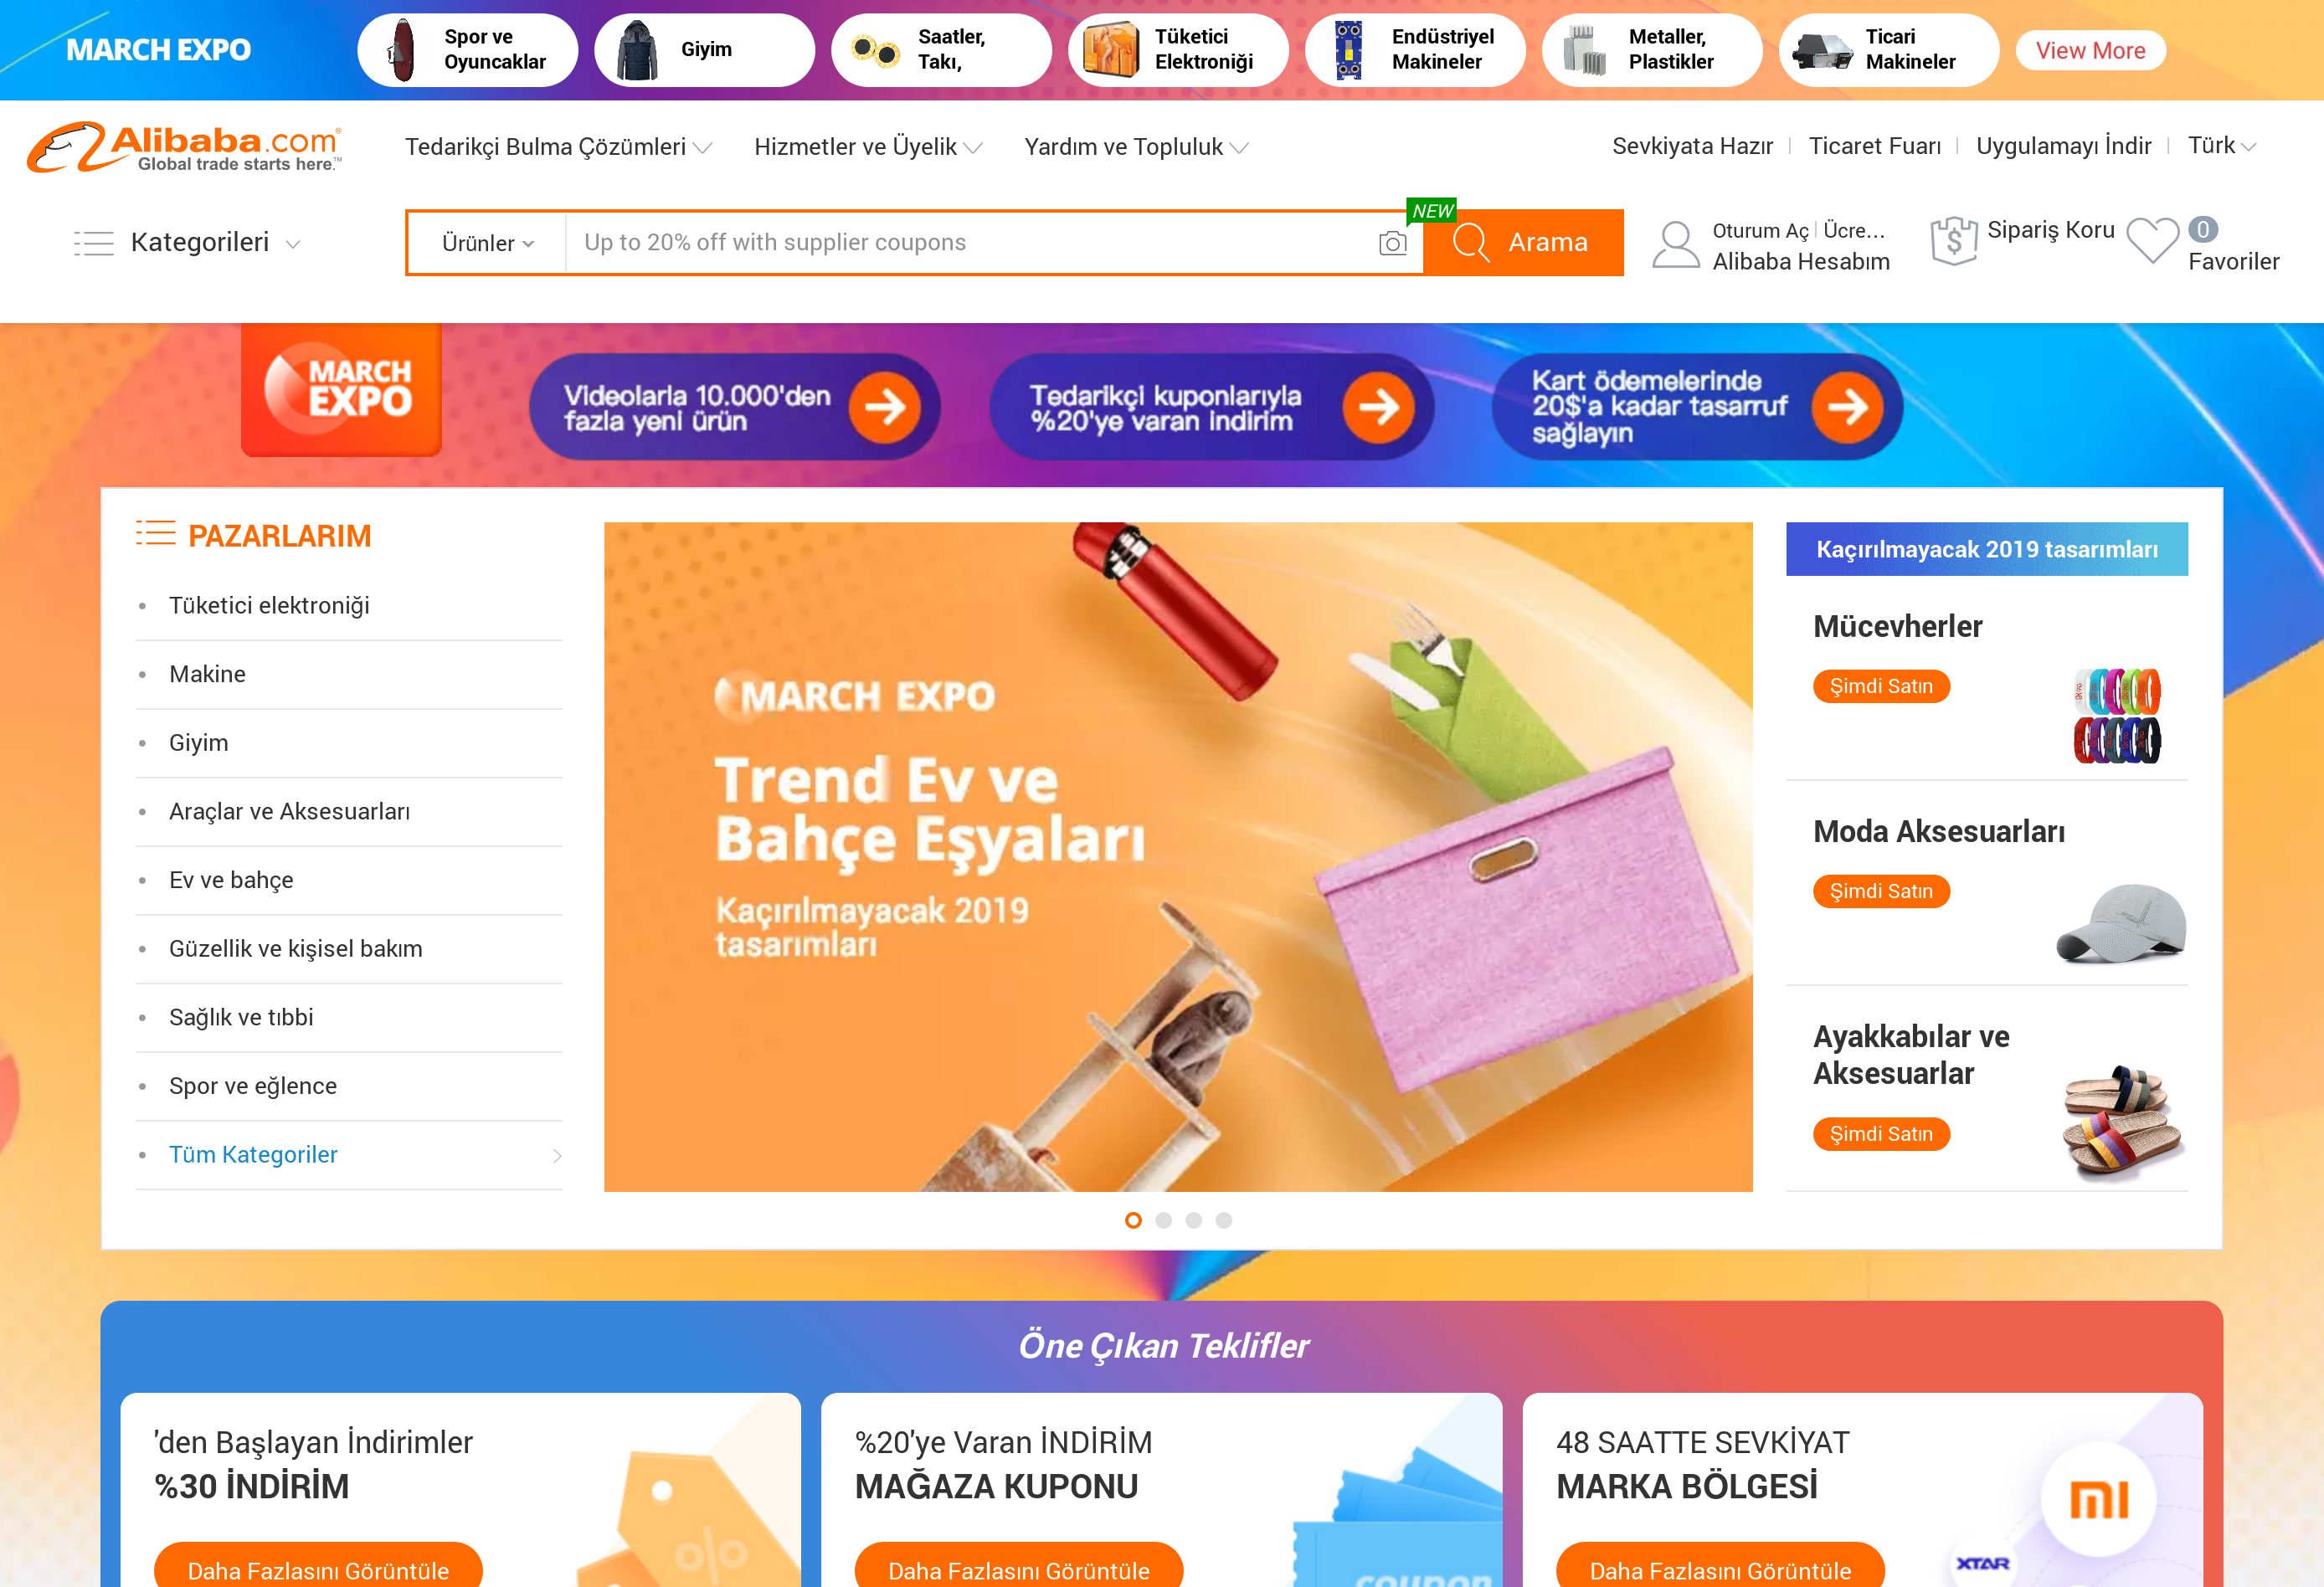 MARCH EXPO
Spor ve
Oyuncaklar
Giyim
Saatler,
Takı,
Tüketici
Elektroniği
Endüstriyel
Makineler
Metaller,
Plastikler
Ticari
Makineler
View More
Alibaba.com
Global trade starts here.™
Tedarikçi Bulma Çözümleri
Hizmetler ve Üyelik
Yardım ve Topluluk
Sevkiyata Hazır
Ticaret Fuarı
Uygulamayı İndir
Türk
Kategorileri
Ürünler
Up to 20% off with supplier coupons
NEW
Arama
Oturum Aç | Ücre...
Alibaba Hesabım
Sipariş Koru
0
Favoriler
MARCH
EXPO
Videolarla 10.000'den
fazla yeni ürün
Tedarikçi kuponlarıyla
%20'ye varan indirim
Kart ödemelerinde
20$'a kadar tasarruf
sağlayın
PAZARLARIM
Tüketici elektroniği
Makine
Giyim
Araçlar ve Aksesuarları
Ev ve bahçe
Güzellik ve kişisel bakım
Sağlık ve tıbbi
Spor ve eğlence
Tüm Kategoriler
MARCH EXPO
Trend Ev ve
Bahçe Eşyaları
Kaçırılmayacak 2019
tasarımları
Kaçırılmayacak 2019 tasarımları
Mücevherler
Şimdi Satın
Moda Aksesuarları
Şimdi Satın
Ayakkabılar ve
Aksesuarlar
Şimdi Satın
Öne Çıkan Teklifler
'den Başlayan İndirimler
%30 İNDİRİM
Daha Fazlasını Görüntüle
%
%20'ye Varan İNDİRİM
MAĞAZA KUPONU
Daha Fazlasını Görüntüle
coupon
48 SAATTE SEVKİYAT
MARKA BÖLGESİ
Daha Fazlasını Görüntüle
mi
XTAR